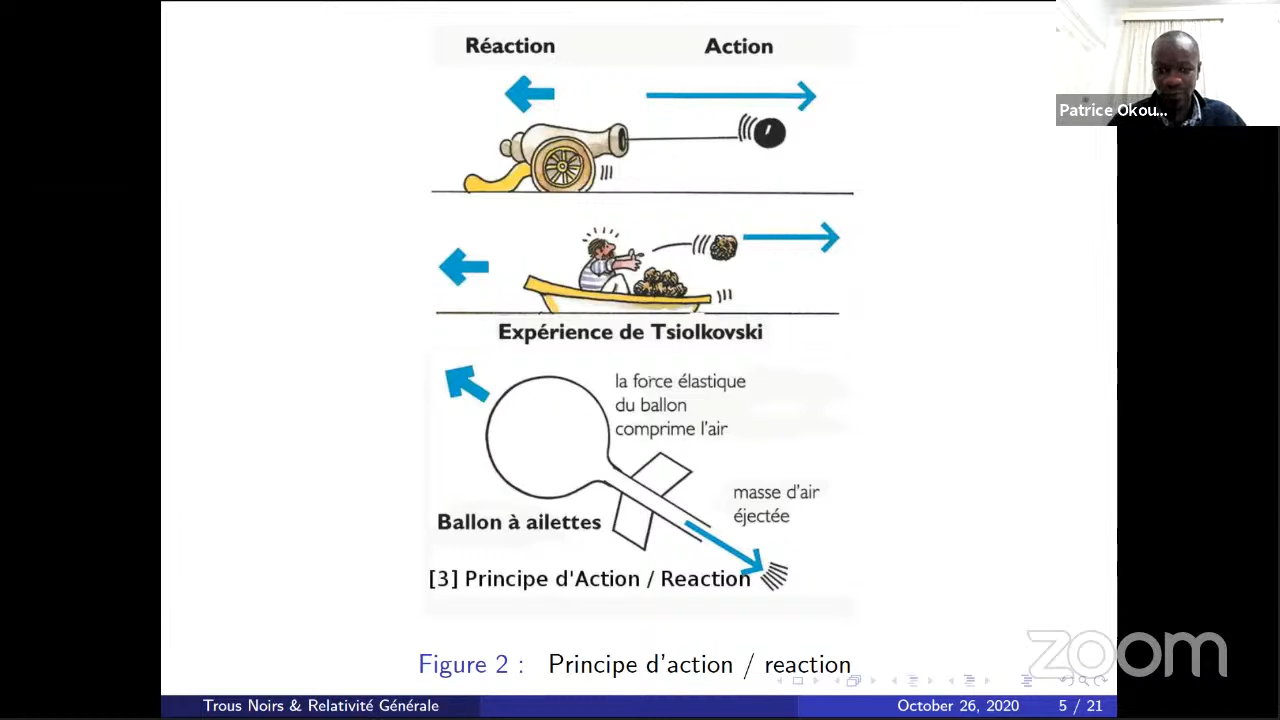 Réaction
Action
Patrice Okou...
Expérience de Tsiolkovski
la force élastique
du ballon
comprime l'air
masse d'air
éjectée
Ballon à ailettes
[3] Principe d'Action / Reaction
Figure 2 : Principe d'action / reaction
zoom
Trous Noirs & Relativité Générale
October 26, 2020
5 / 21